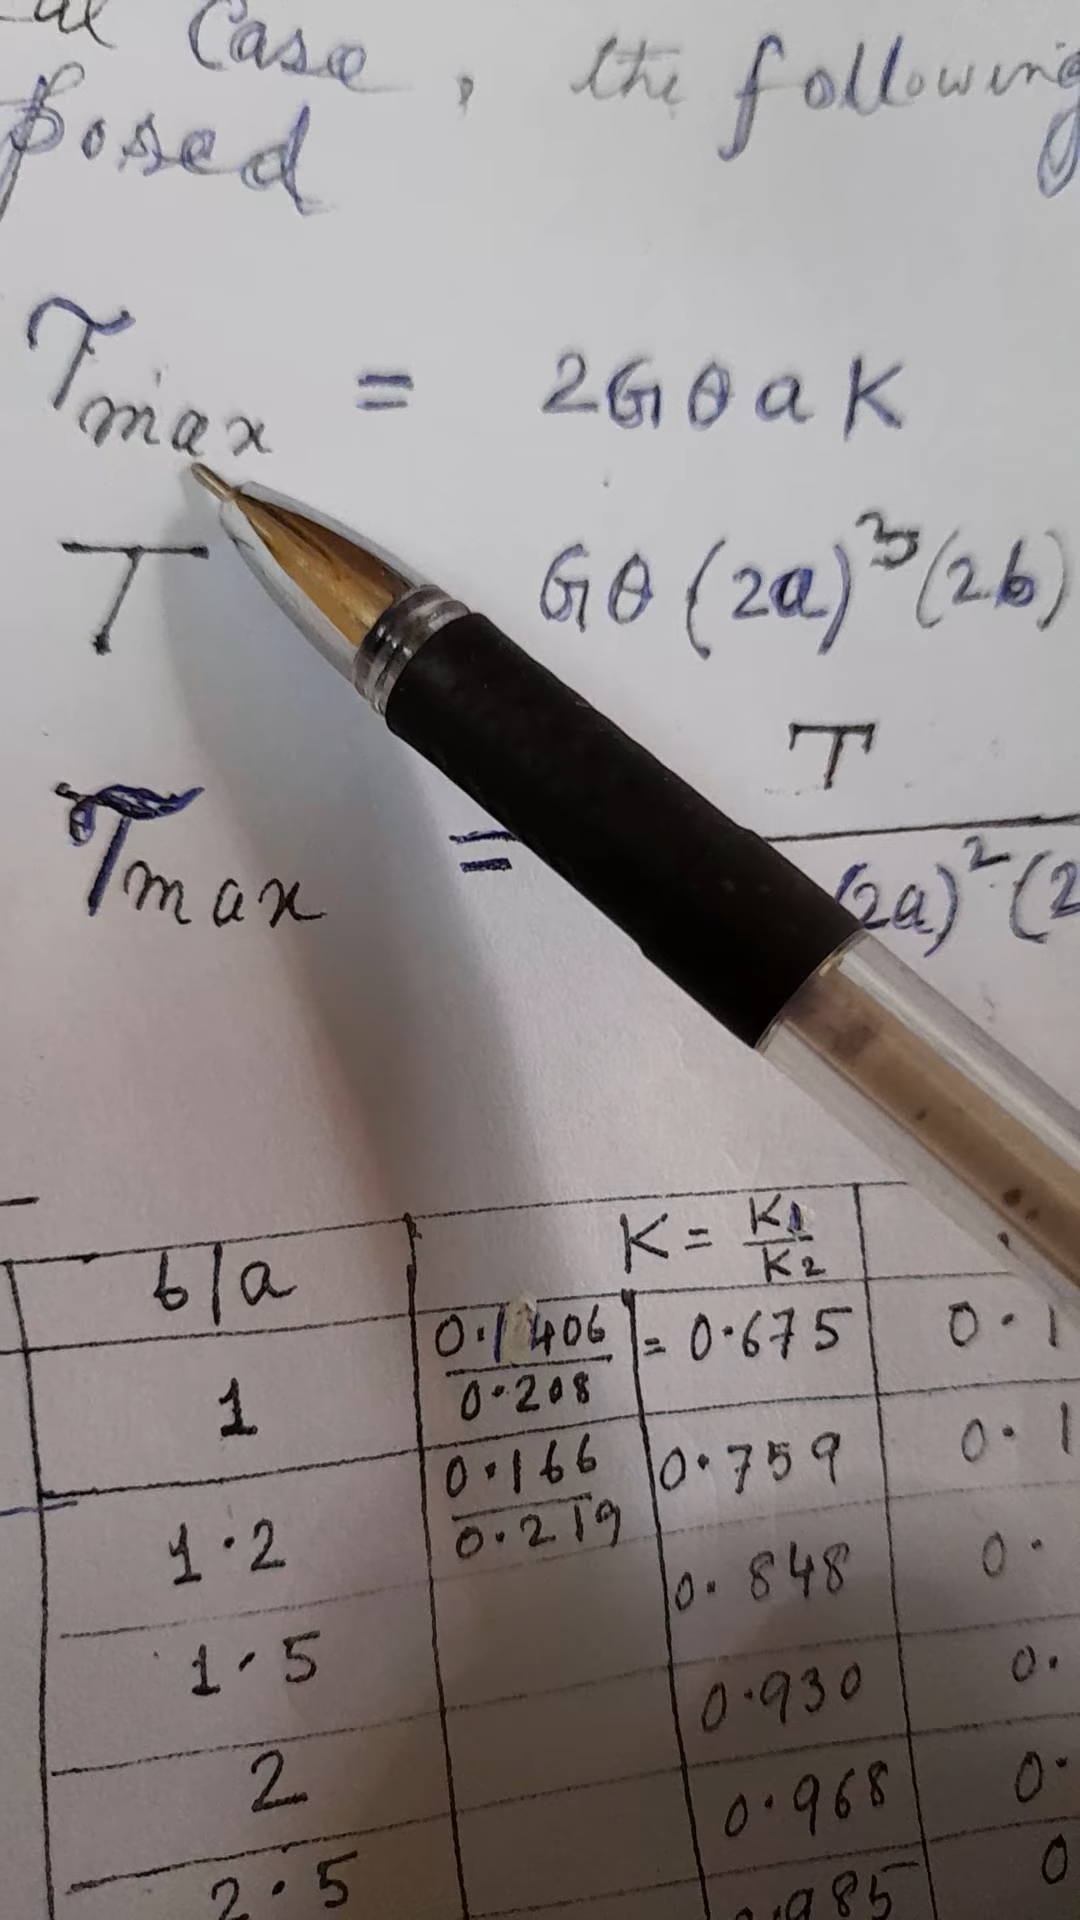 Case, the following
posed
τmax = 2Gθak
T Gθ(2a)³(2b)
T
τmax = (2a)²(2
b/a K = K1/K2
1 0.1406/0.208 = 0.675 0.1
1.2 0.166/0.219 0.759 0.1
1.5 0.848 0.
2 0.930 0.
2.5 0.968 0.
.985 0